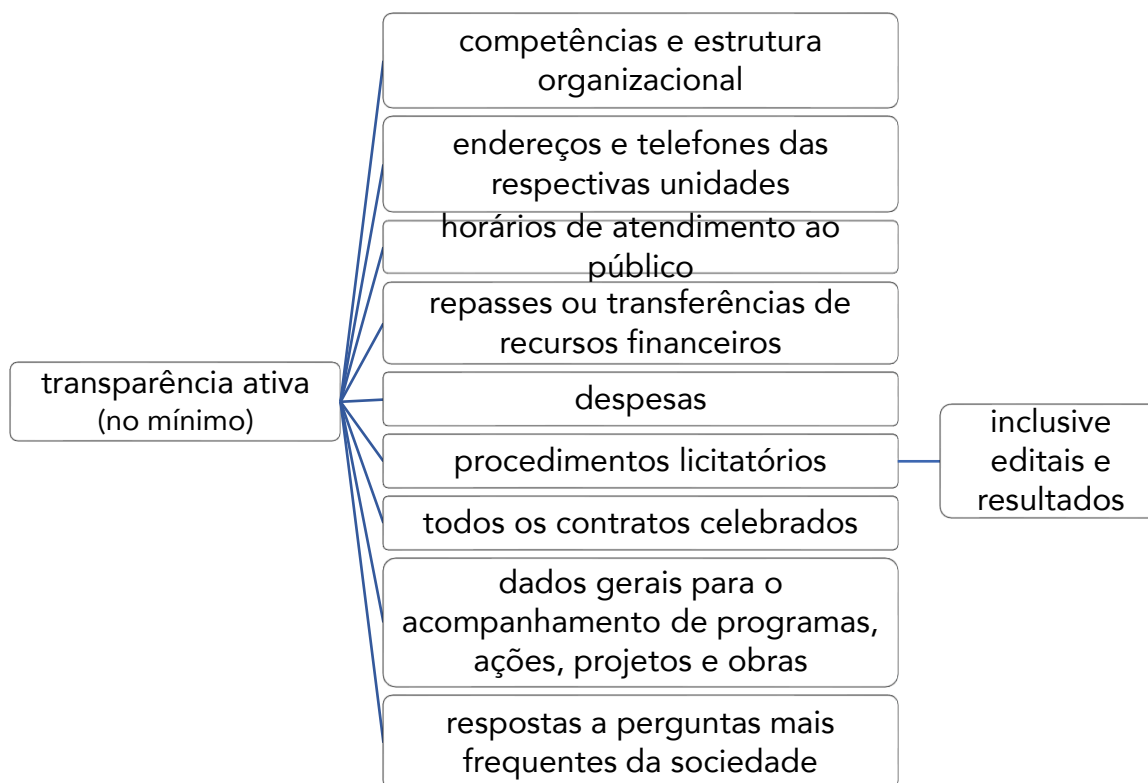 transparência ativa
(no mínimo)
competências e estrutura
organizacional
endereços e telefones das
respectivas unidades
horários de atendimento ao
público
repasses ou transferências de
recursos financeiros
despesas
procedimentos licitatórios
inclusive
editais e
resultados
todos os contratos celebrados
dados gerais para o
acompanhamento de programas,
ações, projetos e obras
respostas a perguntas mais
frequentes da sociedade